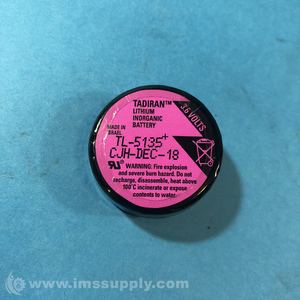 TADIRAN
LITHIUM
INORGANIC
BATTERY
3.6 VOLTS
MADE IN
ISRAEL
TL-5135+
CJH-DEC-18
WARNING: Fire explosion
and severe burn hazard. Do not
recharge, disassemble, heat above
100°C incinerate or expose
contents to water.
© www.imssupply.com